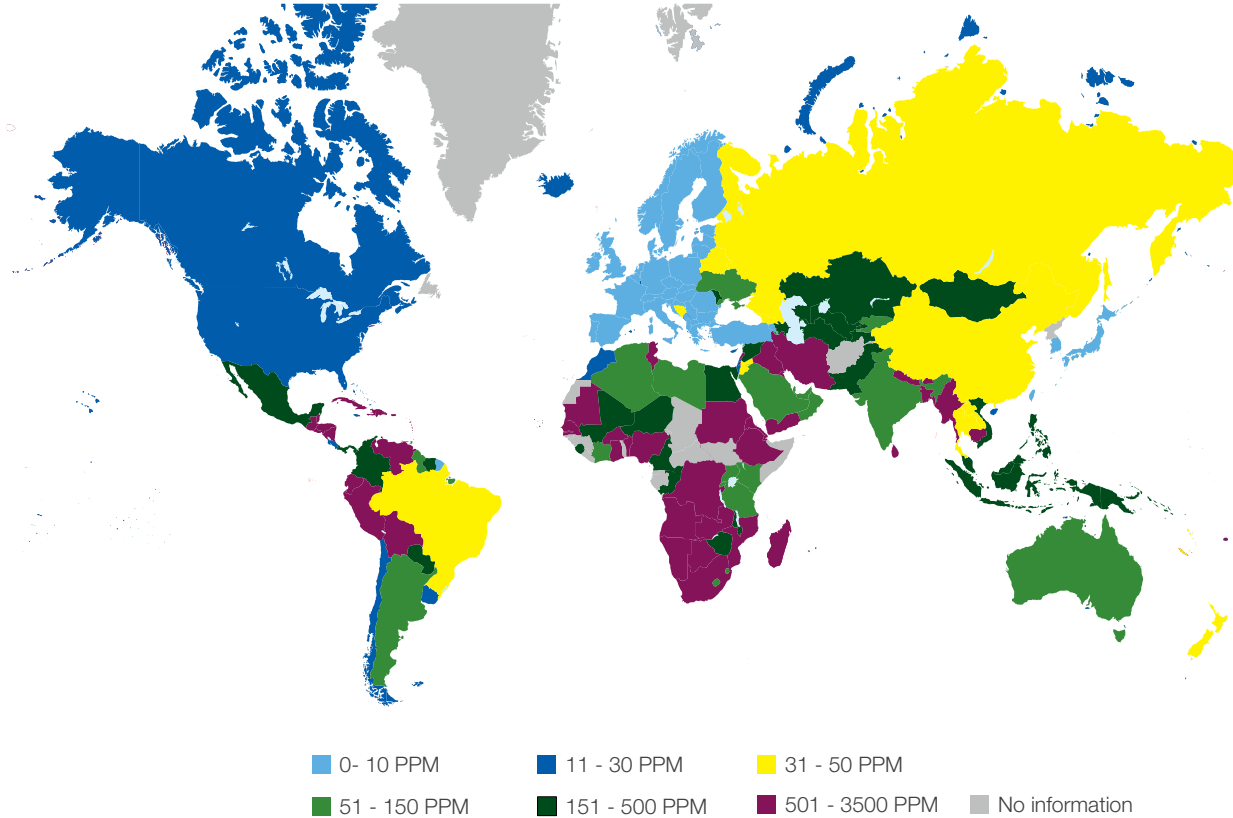 0- 10 PPM
11 - 30 PPM
31 - 50 PPM
51 - 150 PPM
151 - 500 PPM
501 - 3500 PPM
No information